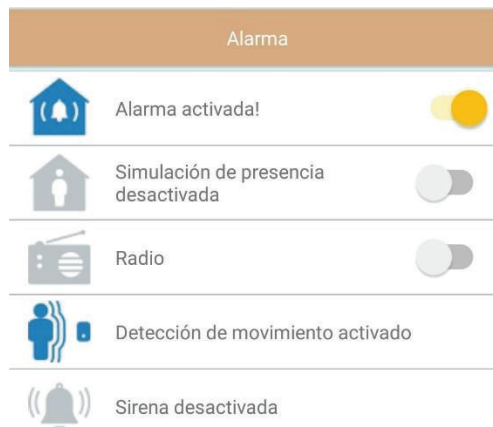 Alarma
Alarma activada!
Simulación de presencia
desactivada
Radio
Detección de movimiento activado
Sirena desactivada